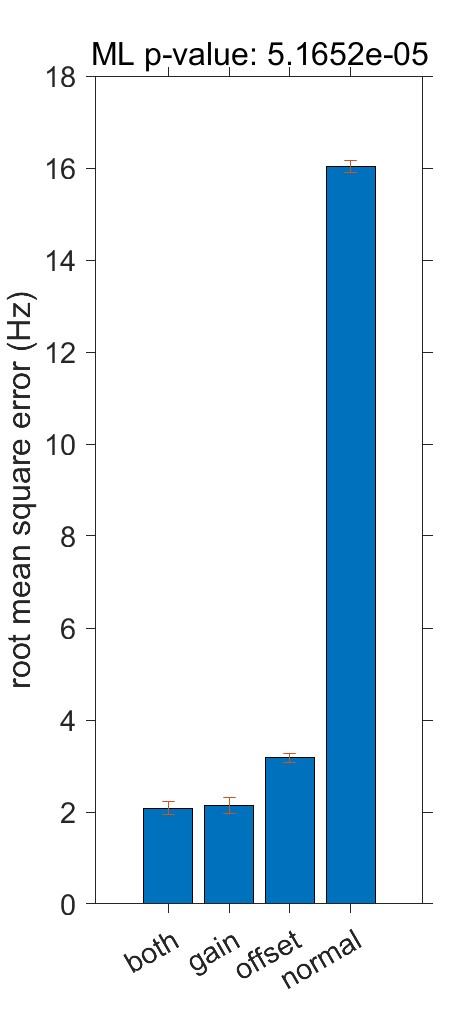 ML p-value: 5.1652e-05
root mean square error (Hz)
18
16
14
12
10
8
6
4
2
0
both
gain
offset
normal